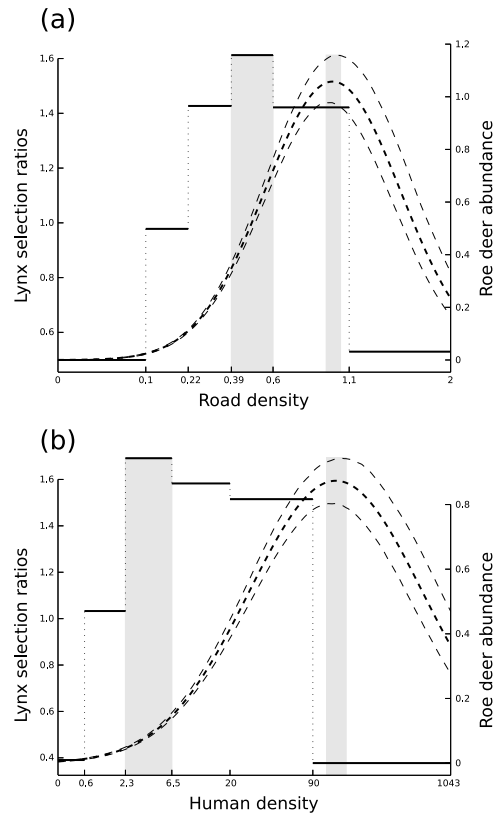 (a)
1.6
1.4
1.2
1.0
0.8
0.6
Lynx selection ratios
1.2
1.0
0.8
0.6
0.4
0.2
0
Roe deer abundance
0 0.1 0.22 0.39 0.6 1.1 2
Road density
(b)
1.6
1.4
1.2
1.0
0.8
0.6
0.4
Lynx selection ratios
0.8
0.6
0.4
0.2
0
Roe deer abundance
0 0.6 2.3 6.5 20 90 1043
Human density